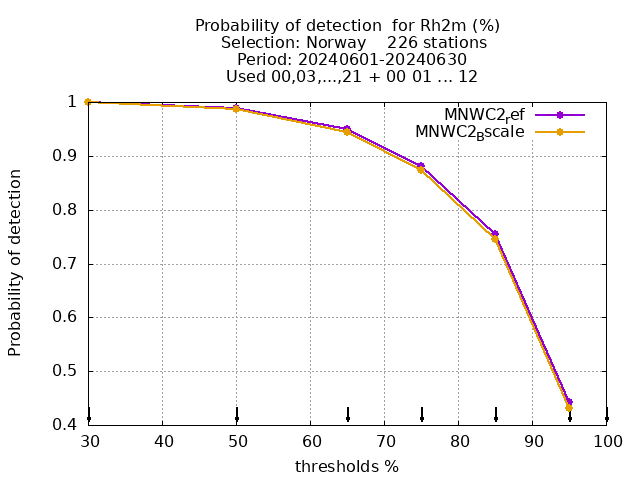 Probability of detection  for Rh2m (%)
Selection: Norway    226 stations
Period: 20240601-20240630
Used 00,03,...,21 + 00 01 ... 12
MNWC2ref
MNWC2Bscale
Probability of detection
1
0.9
0.8
0.7
0.6
0.5
0.4
30 40 50 60 70 80 90 100
thresholds %